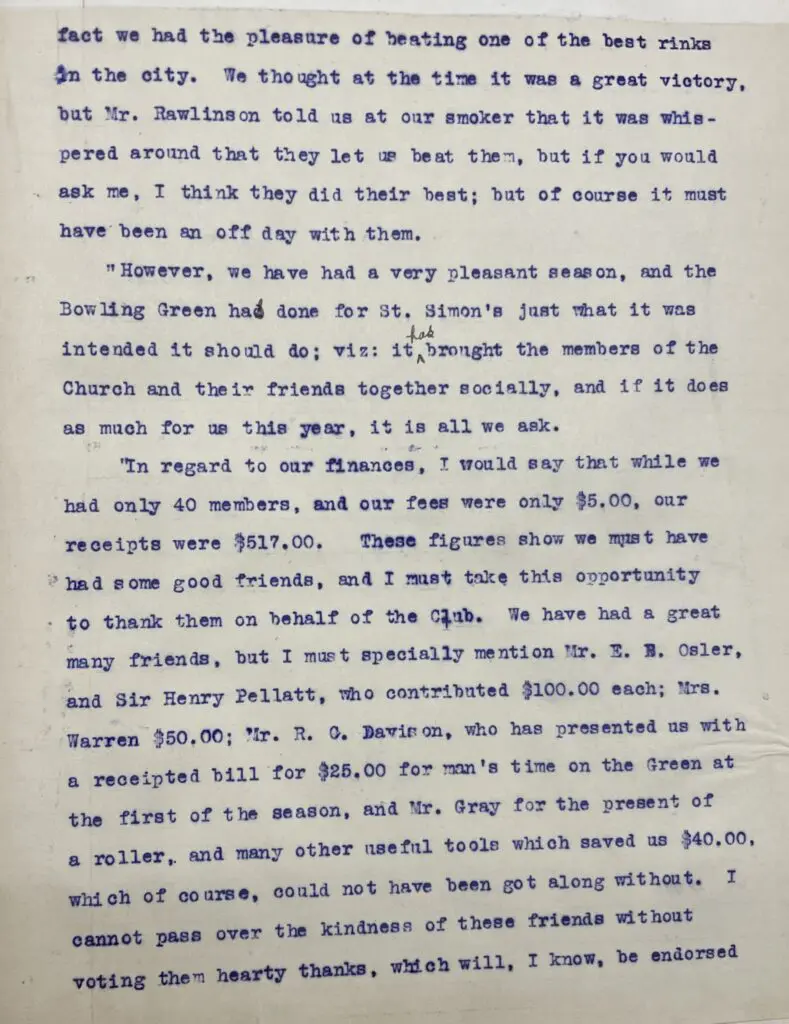 fact we had the pleasure of beating one of the best rinks
in the city. We thought at the time it was a great victory,
but Mr. Rawlinson told us at our smoker that it was whis-
pered around that they let us beat them, but if you would
ask me, I think they did their best; but of course it must
have been an off day with them.
"However, we have had a very pleasant season, and the
Bowling Green had done for St. Simon's just what it was
has
intended it should do; viz: it ^ brought the members of the
Church and their friends together socially, and if it does
as much for us this year, it is all we ask.
"In regard to our finances, I would say that while we
had only 40 members, and our fees were only $5.00, our
receipts were $517.00. These figures show we must have
had some good friends, and I must take this opportunity
to thank them on behalf of the Club. We have had a great
many friends, but I must specially mention Mr. E. B. Osler,
and Sir Henry Pellatt, who contributed $100.00 each; Mrs.
Warren $50.00; Mr. R. G. Davison, who has presented us with
a receipted bill for $25.00 for man's time on the Green at
the first of the season, and Mr. Gray for the present of
a roller, and many other useful tools which saved us $40.00,
which of course, could not have been got along without. I
cannot pass over the kindness of these friends without
voting them hearty thanks, which will, I know, be endorsed